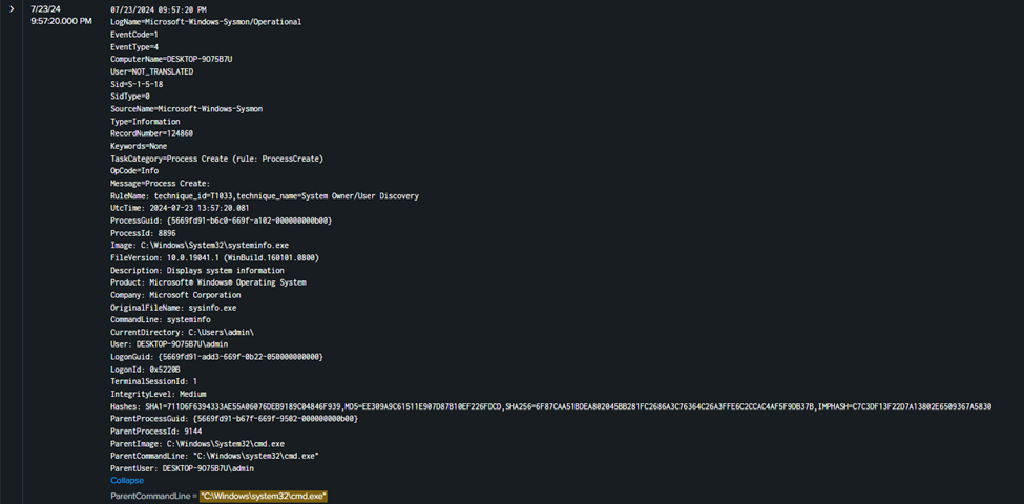 7/23/24
9:57:20.000 PM
07/23/2024 09:57:20 PM
LogName=Microsoft-Windows-Sysmon/Operational
EventCode=1
EventType=4
ComputerName=DESKTOP-9O75B7U
User=NOT_TRANSLATED
Sid=S-1-5-18
SidType=0
SourceName=Microsoft-Windows-Sysmon
Type=Information
RecordNumber=124860
Keywords=None
TaskCategory=Process Create (rule: ProcessCreate)
OpCode=Info
Message=Process Create:
RuleName: technique_id=T1033,technique_name=System Owner/User Discovery
UtcTime: 2024-07-23 13:57:20.081
ProcessGuid: {5669fd91-b6c0-669f-a102-000000000b00}
ProcessId: 8896
Image: C:\Windows\System32\systeminfo.exe
FileVersion: 10.0.19041.1 (WinBuild.160101.0800)
Description: Displays system information
Product: Microsoft® Windows® Operating System
Company: Microsoft Corporation
OriginalFileName: sysinfo.exe
CommandLine: systeminfo
CurrentDirectory: C:\Users\admin\
User: DESKTOP-9O75B7U\admin
LogonGuid: {5669fd91-add3-669f-0b22-050000000000}
LogonId: 0x5220B
TerminalSessionId: 1
IntegrityLevel: Medium
Hashes:
ParentProcessGuid: {5669fd91-b67f-669f-9502-000000000b00}
ParentProcessId: 9144
ParentImage: C:\Windows\System32\cmd.exe
ParentCommandLine: "C:\Windows\system32\cmd.exe"
ParentUser: DESKTOP-9O75B7U\admin
Collapse
ParentCommandLine = "C:\Windows\system32\cmd.exe"